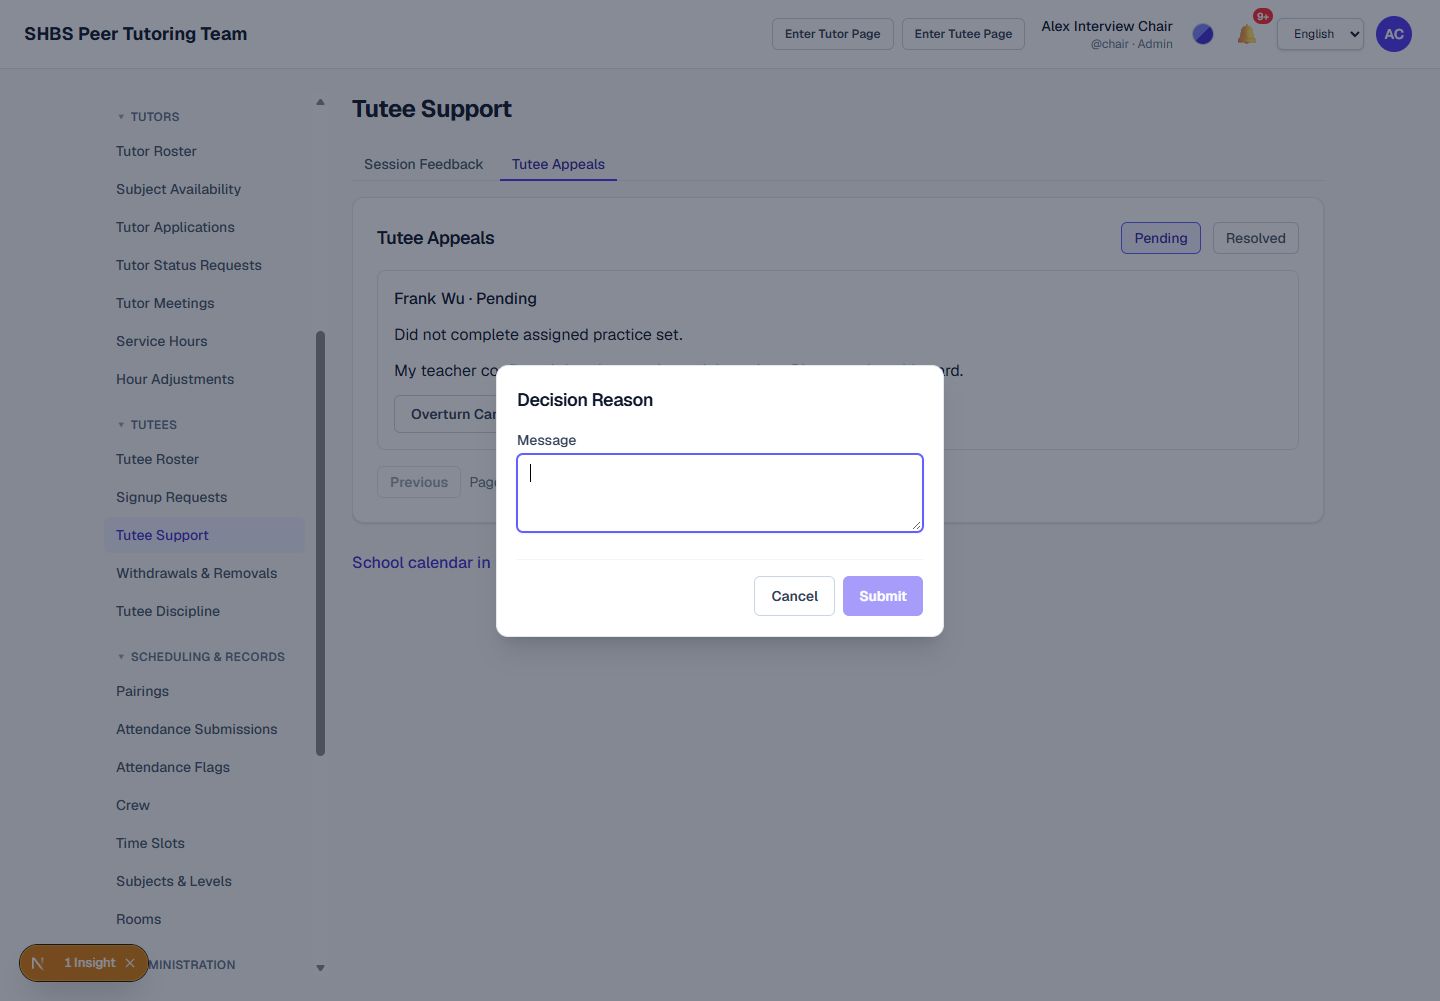 SHBS Peer Tutoring Team
Enter Tutor Page
Enter Tutee Page
Alex Interview Chair
@chair · Admin
9+
English
AC
TUTORS
Tutor Roster
Subject Availability
Tutor Applications
Tutor Status Requests
Tutor Meetings
Service Hours
Hour Adjustments
TUTEES
Tutee Roster
Signup Requests
Tutee Support
Withdrawals & Removals
Tutee Discipline
SCHEDULING & RECORDS
Pairings
Attendance Submissions
Attendance Flags
Crew
Time Slots
Subjects & Levels
Rooms
MINISTRATION
1 Insight
Tutee Support
Session Feedback
Tutee Appeals
Tutee Appeals
Pending
Resolved
Frank Wu · Pending
Did not complete assigned practice set.
My teacher
Overturn
Previous
School calendar in
Decision Reason
Message
Cancel
Submit